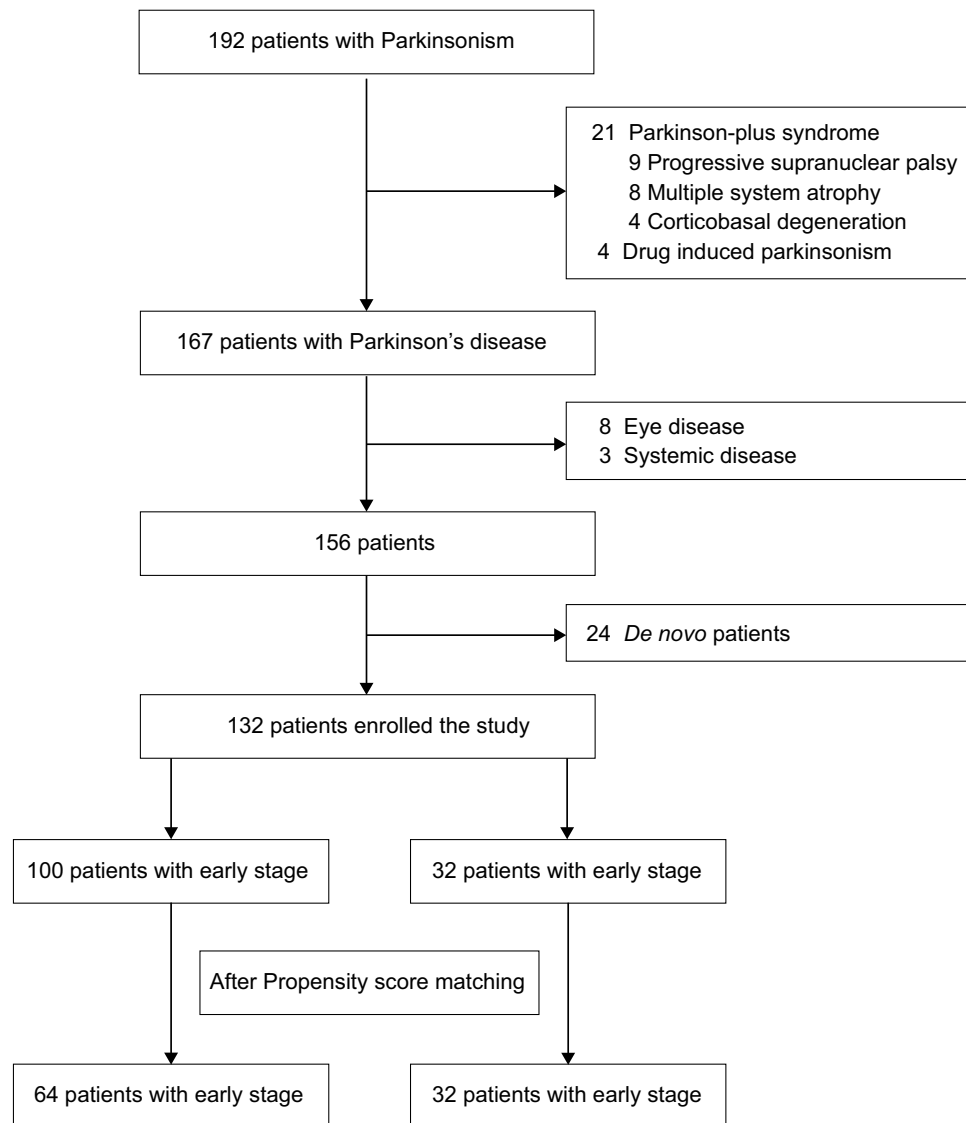 192 patients with Parkinsonism
21 Parkinson-plus syndrome
9 Progressive supranuclear palsy
8 Multiple system atrophy
4 Corticobasal degeneration
4 Drug induced parkinsonism
167 patients with Parkinson’s disease
8 Eye disease
3 Systemic disease
156 patients
24 De novo patients
132 patients enrolled the study
100 patients with early stage
32 patients with early stage
After Propensity score matching
64 patients with early stage
32 patients with early stage